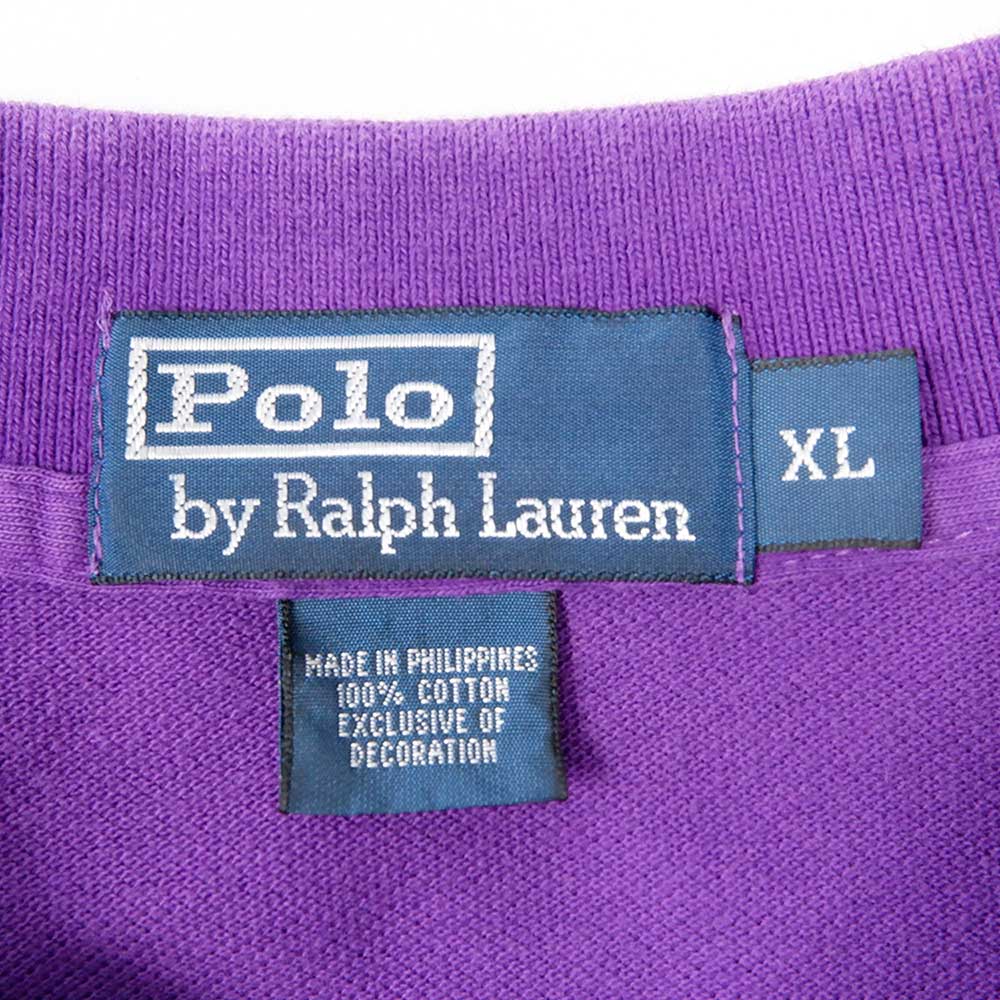 Polo
by Ralph Lauren
XL
MADE IN PHILIPPINES
100% COTTON
EXCLUSIVE OF
DECORATION